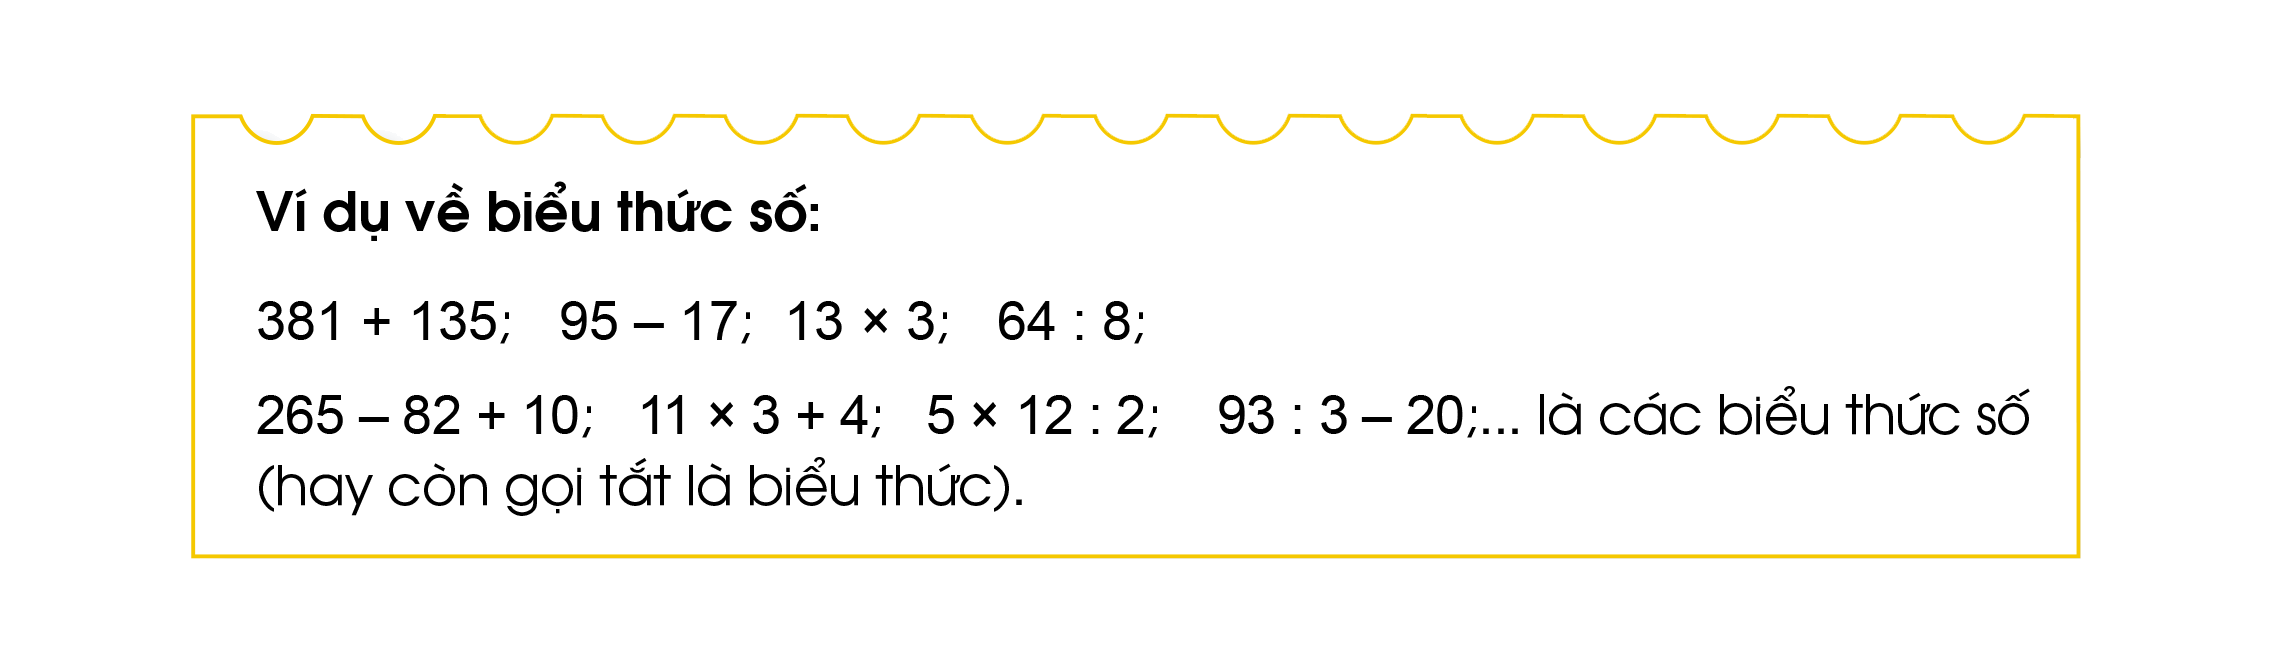 Ví dụ về biểu thức số:
381 + 135; 95 – 17; 13 × 3; 64 : 8;
265 – 82 + 10; 11 × 3 + 4; 5 × 12 : 2; 93 : 3 – 20;... là các biểu thức số
(hay còn gọi tắt là biểu thức).